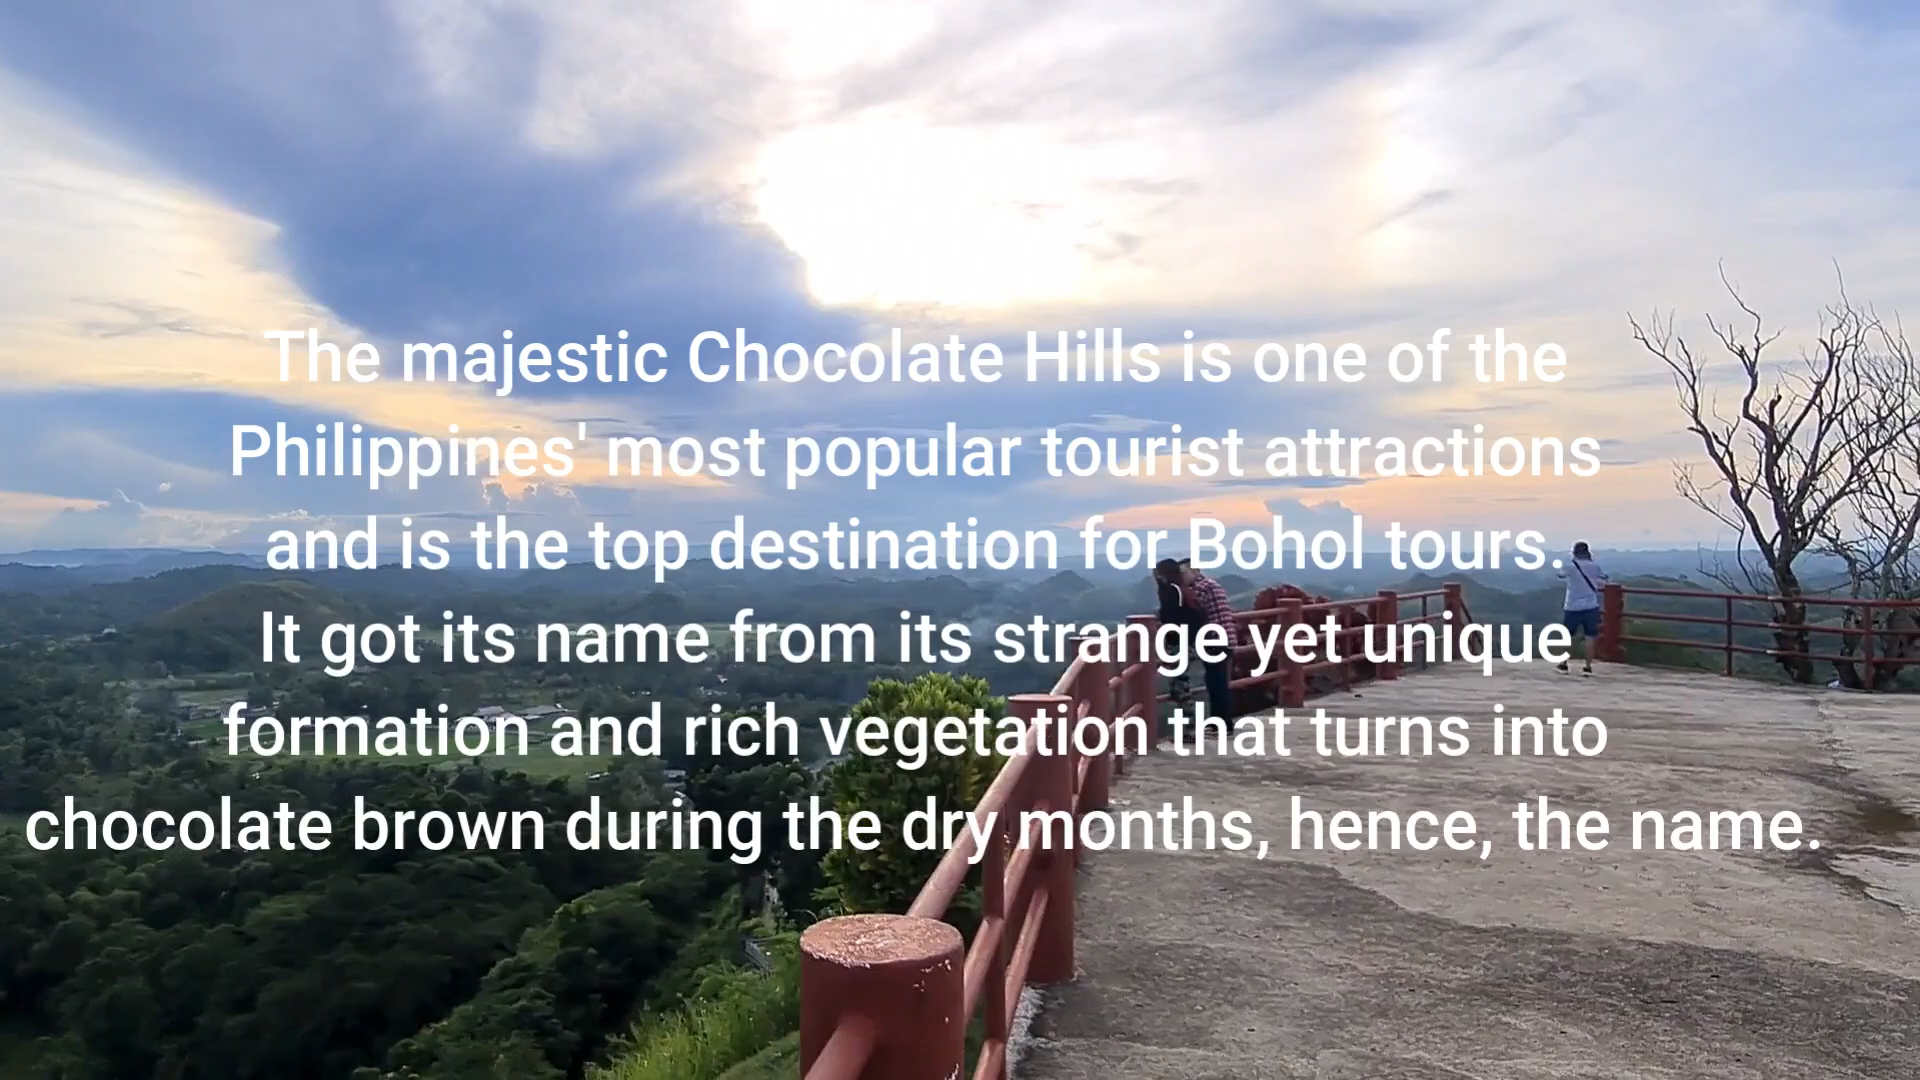 The majestic Chocolate Hills is one of the
Philippines' most popular tourist attractions
and is the top destination for Bohol tours.
It got its name from its strange yet unique
formation and rich vegetation that turns into
chocolate brown during the dry months, hence, the name.